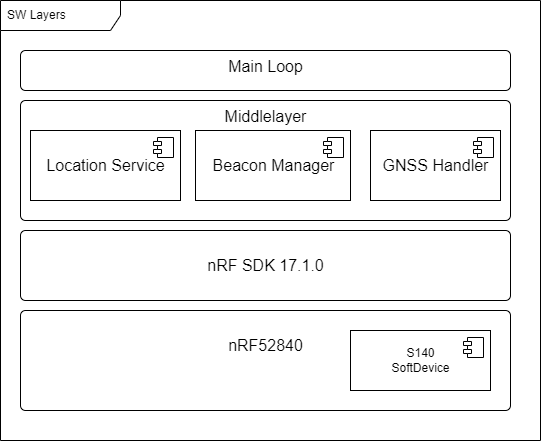 SW Layers
Main Loop
Middlelayer
Location Service
Beacon Manager
GNSS Handler
nRF SDK 17.1.0
nRF52840
S140
SoftDevice